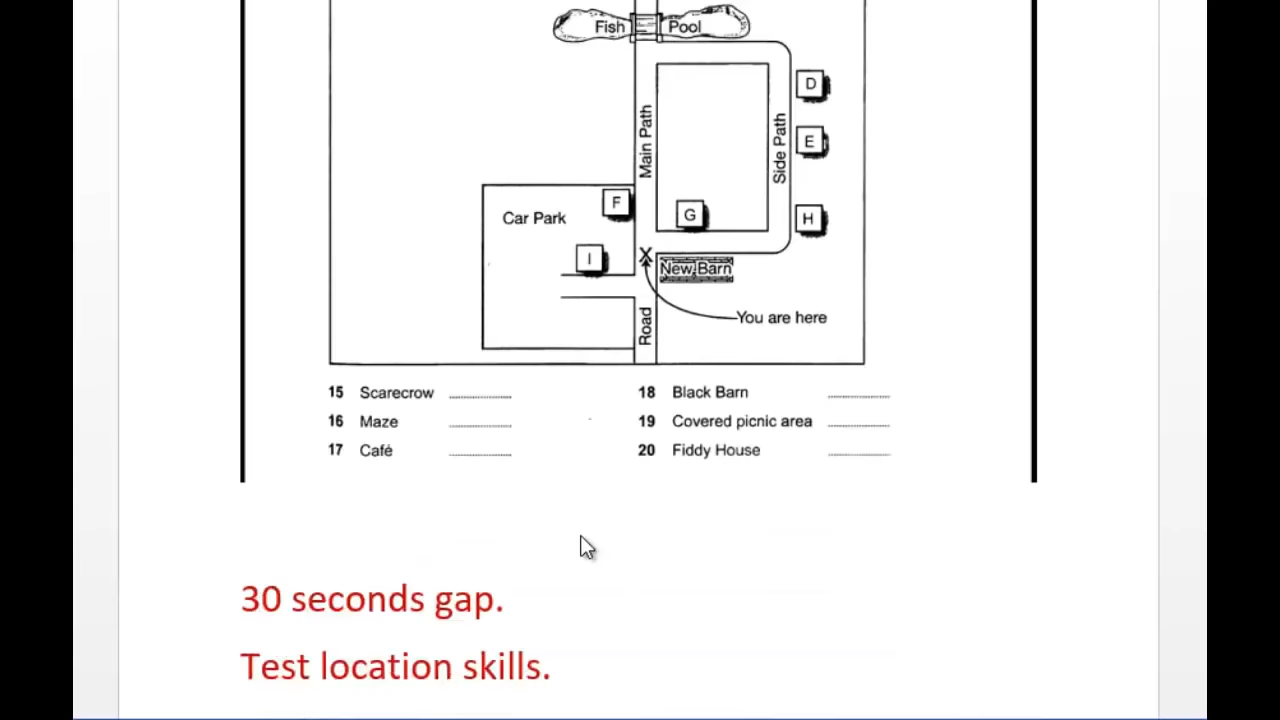 Fish Pool
D
Main Path
Side Path
E
Car Park
F
G
H
I
X
New Barn
You are here
Road
15 Scarecrow ............
18 Black Barn ............
16 Maze ............
19 Covered picnic area ............
17 Café ............
20 Fiddy House ............
30 seconds gap.
Test location skills.